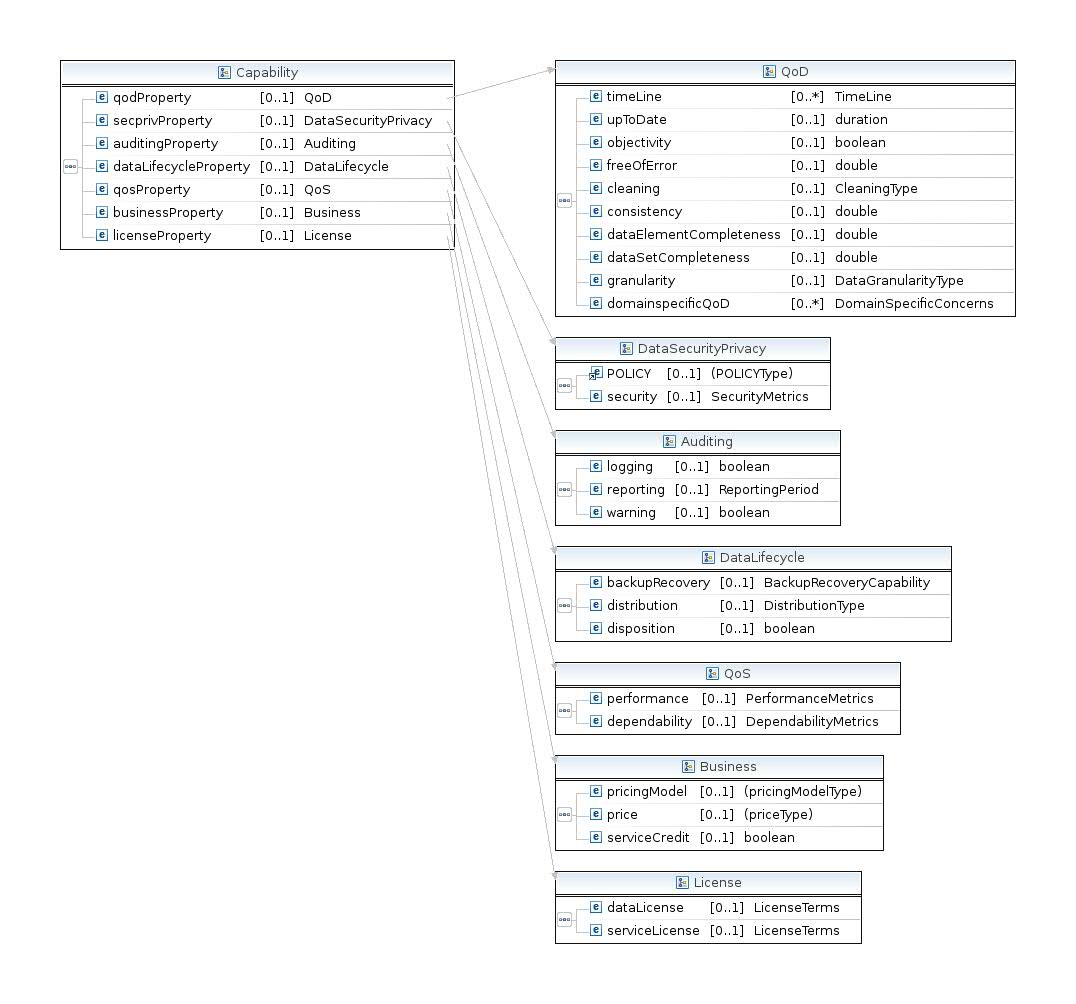 Capability
qodProperty [0..1] QoD
secprivProperty [0..1] DataSecurityPrivacy
auditingProperty [0..1] Auditing
dataLifecycleProperty [0..1] DataLifecycle
qosProperty [0..1] QoS
businessProperty [0..1] Business
licenseProperty [0..1] License
QoD
timeLine [0..*] TimeLine
upToDate [0..1] duration
objectivity [0..1] boolean
freeOfError [0..1] double
cleaning [0..1] CleaningType
consistency [0..1] double
dataElementCompleteness [0..1] double
dataSetCompleteness [0..1] double
granularity [0..1] DataGranularityType
domainspecificQoD [0..*] DomainSpecificConcerns
DataSecurityPrivacy
POLICY [0..1] (POLICYType)
security [0..1] SecurityMetrics
Auditing
logging [0..1] boolean
reporting [0..1] ReportingPeriod
warning [0..1] boolean
DataLifecycle
backupRecovery [0..1] BackupRecoveryCapability
distribution [0..1] DistributionType
disposition [0..1] boolean
QoS
performance [0..1] PerformanceMetrics
dependability [0..1] DependabilityMetrics
Business
pricingModel [0..1] (pricingModelType)
price [0..1] (priceType)
serviceCredit [0..1] boolean
License
dataLicense [0..1] LicenseTerms
serviceLicense [0..1] LicenseTerms